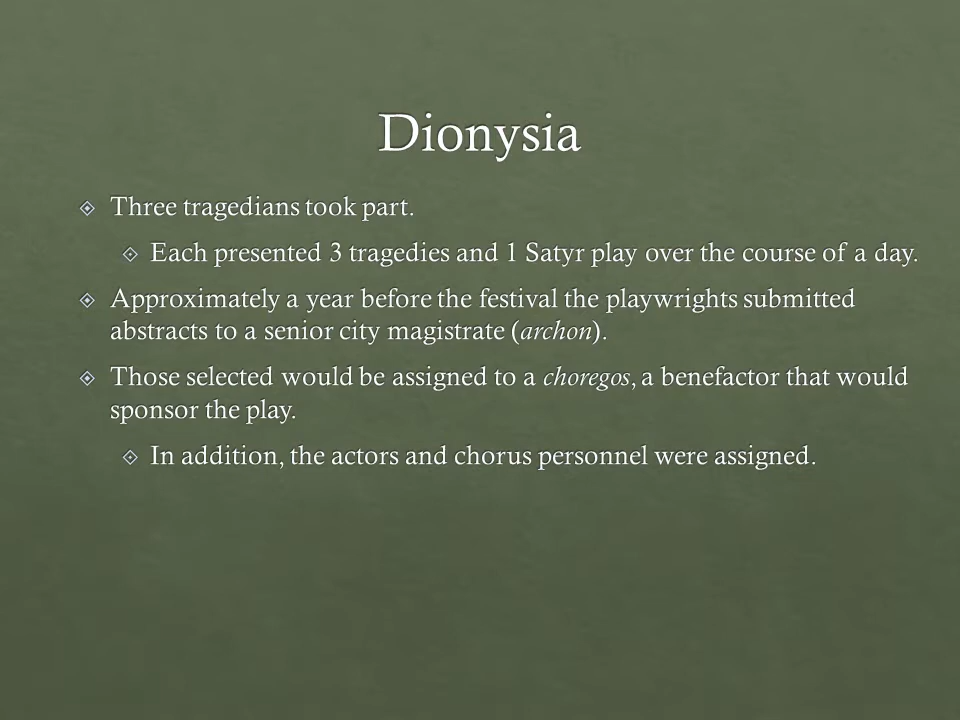 Dionysia
Three tragedians took part.
Each presented 3 tragedies and 1 Satyr play over the course of a day.
Approximately a year before the festival the playwrights submitted
abstracts to a senior city magistrate (archon).
Those selected would be assigned to a choregos, a benefactor that would
sponsor the play.
In addition, the actors and chorus personnel were assigned.